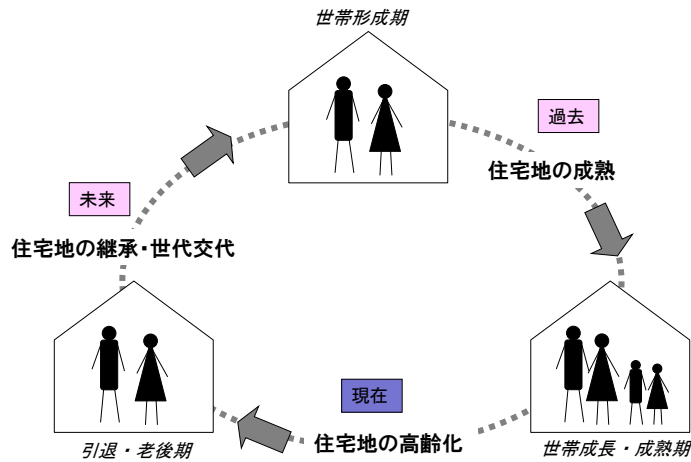 世帯形成期
過去
住宅地の成熟
未来
住宅地の継承・世代交代
現在
住宅地の高齢化
引退・老後期
世帯成長・成熟期